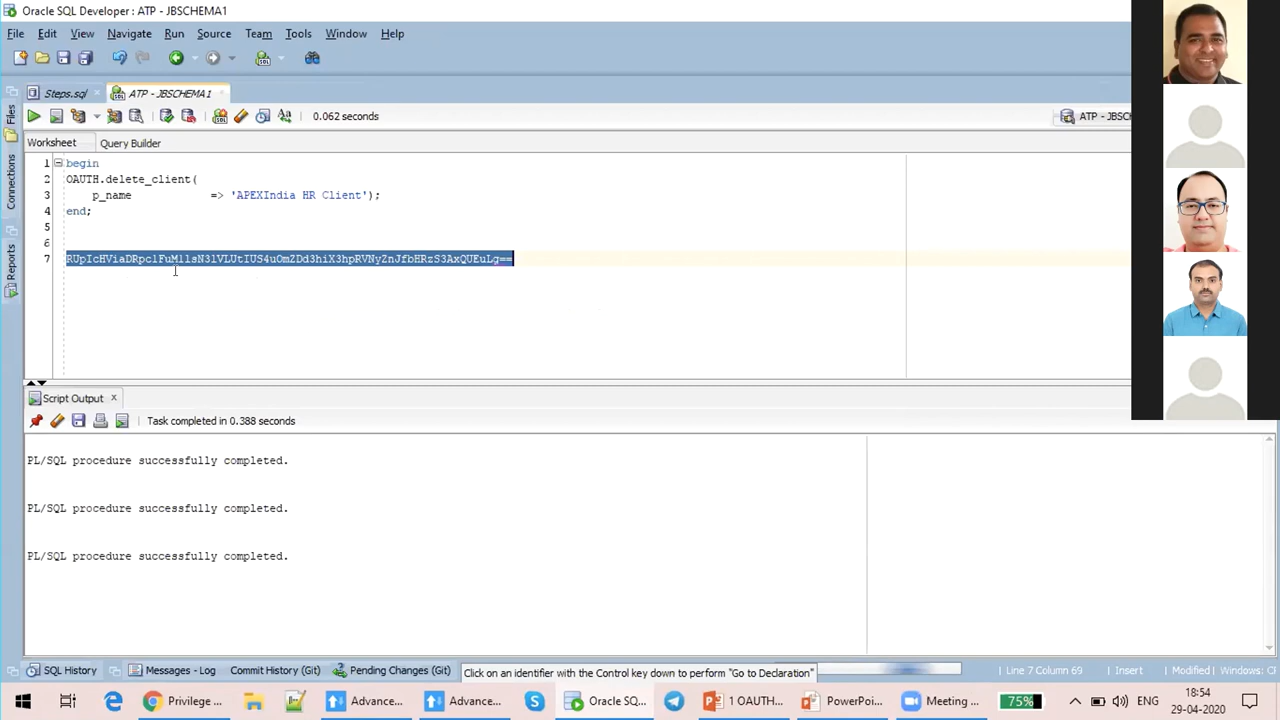 Oracle SQL Developer : ATP - JBSCHEMA1
File Edit View Navigate Run Source Team Tools Window Help
Steps.sql ATP - JBSCHEMA1
0.062 seconds
Worksheet Query Builder
1 begin
2 OAUTH.delete_client(
3 p_name => 'APEXIndia HR Client');
4 end;
5
6
7
Files
Connections
Reports
Script Output
Task completed in 0.388 seconds
PL/SQL procedure successfully completed.
PL/SQL procedure successfully completed.
PL/SQL procedure successfully completed.
SQL History Messages - Log Commit History (Git) Pending Changes (Git) Click on an identifier with the Control key down to perform "Go to Declaration" Line 7 Column 69 Insert Modified
Privilege ... Advance... Advance... Oracle SQ... 1 OAUTH... PowerPoi... Meeting ... 75% ENG 18:54
29-04-2020